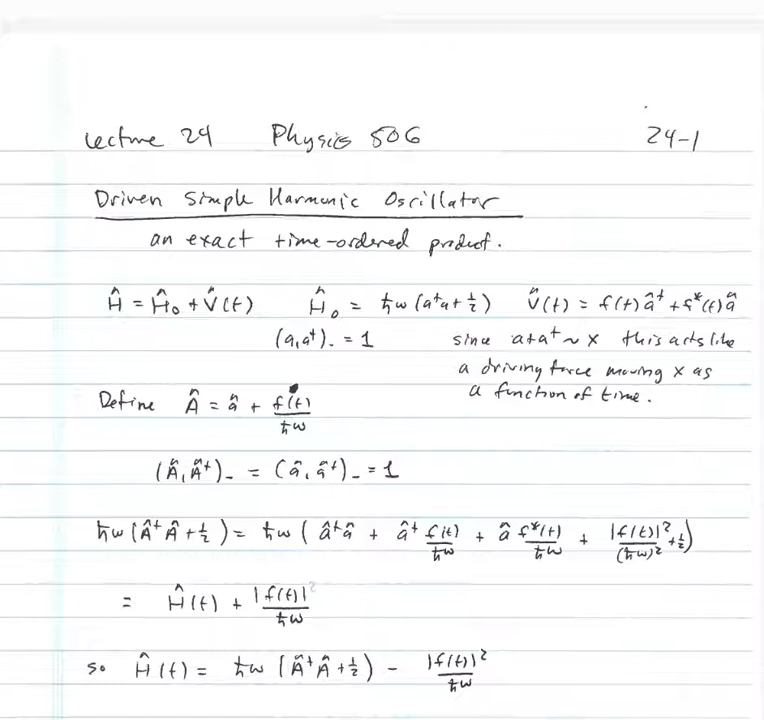 Lecture 24 Physics 506 24-1
Driven Simple Harmonic Oscillator
an exact time-ordered product.
Ĥ = Ĥ₀ + V̂(t) Ĥ₀ = ħω(a†a + ½) V̂(t) = f(t)â† + f*(t)â
(a, a†)₋ = 1 since a+a† ~ x this acts like
a driving force moving x as
a function of time.
Define Â = â + f(t)/ħω
(Â, Â†)₋ = (â, â†)₋ = 1
ħω(Â†Â + ½) = ħω( â†â + â† f(t)/ħω + â f*(t)/ħω + |f(t)|²/(ħω)² + ½)
= Ĥ(t) + |f(t)|²/ħω
so Ĥ(t) = ħω(Â†Â + ½) − |f(t)|²/ħω